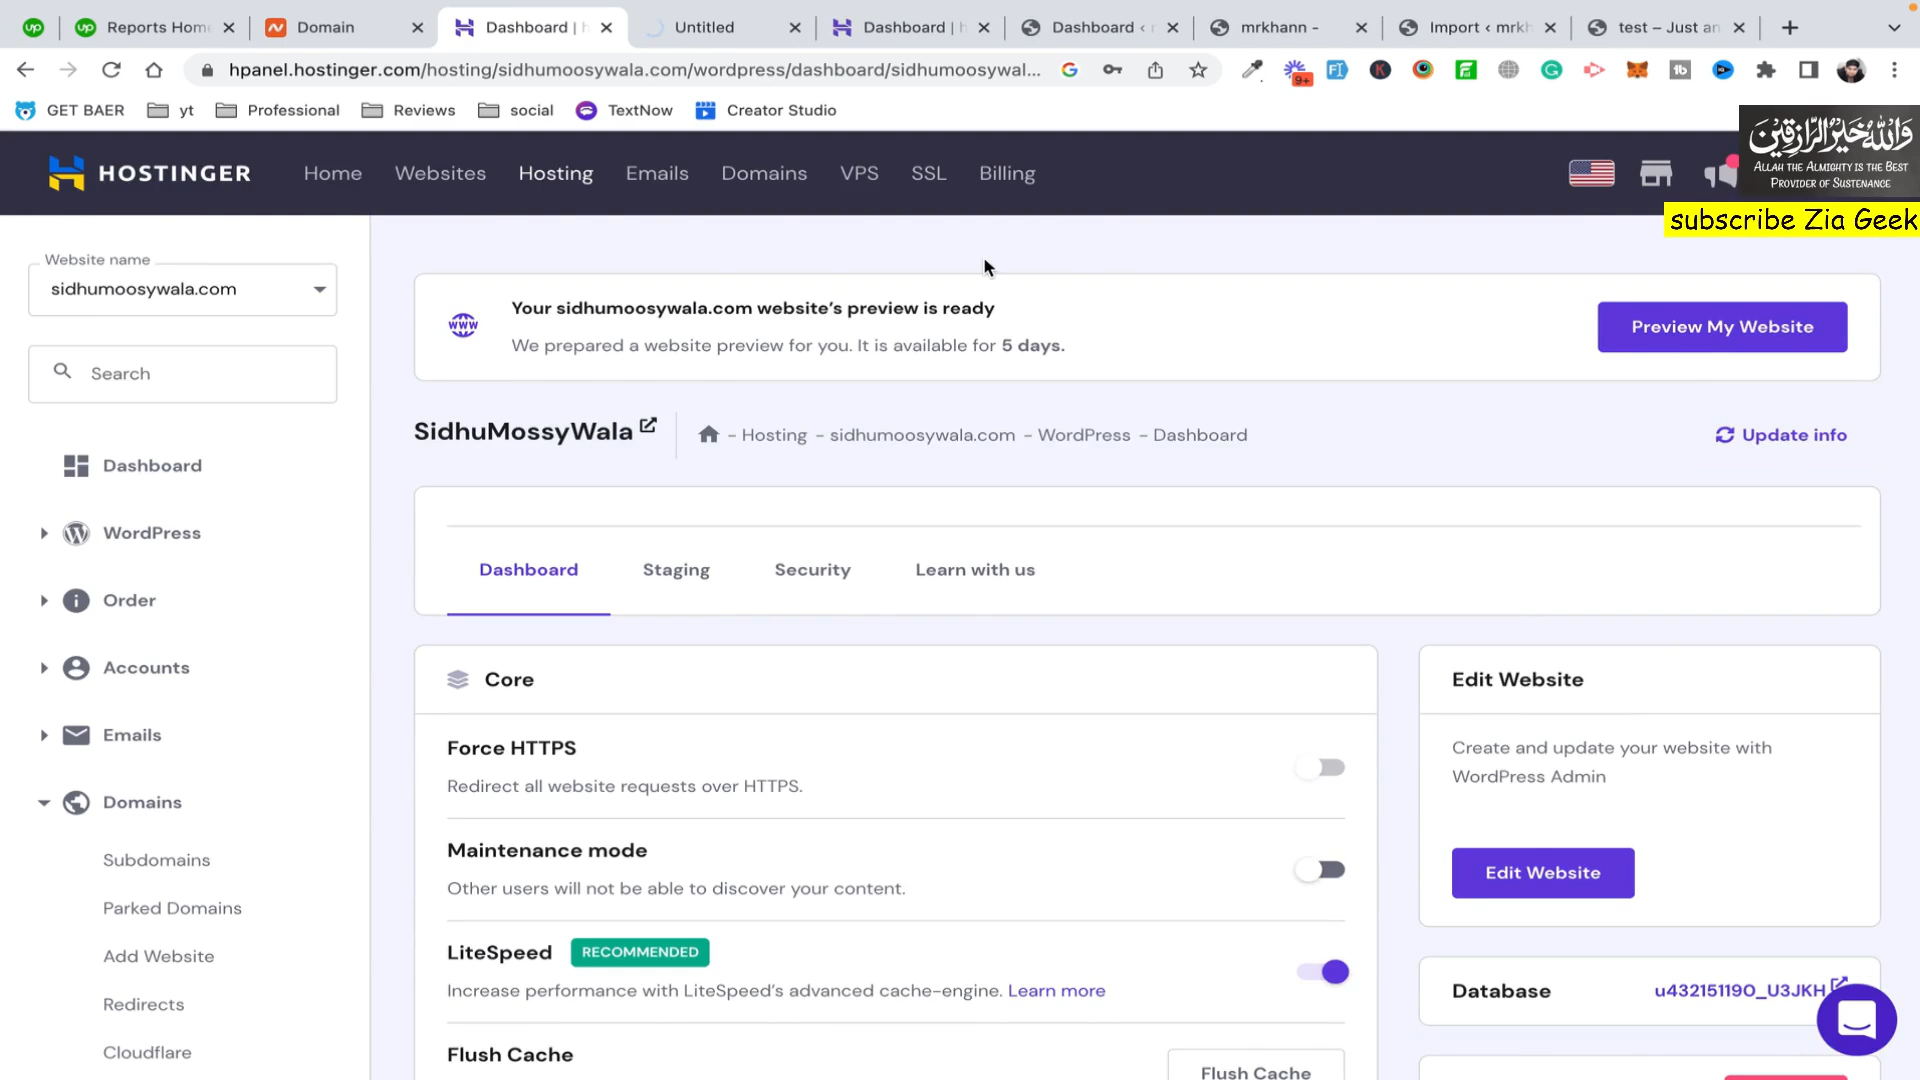 Reports Home
Domain
Dashboard | h
Untitled
Dashboard | h
Dashboard ‹ r
mrkhann -
Import ‹ mrkh
test – Just an
hpanel.hostinger.com/hosting/sidhumoosywala.com/wordpress/dashboard/sidhumoosywal...
9+
GET BAER
yt
Professional
Reviews
social
TextNow
Creator Studio
والله خير الرازقين
ALLAH THE ALMIGHTY IS THE BEST
PROVIDER OF SUSTENANCE
HOSTINGER
Home
Websites
Hosting
Emails
Domains
VPS
SSL
Billing
subscribe Zia Geek
Website name
sidhumoosywala.com
Search
Dashboard
WordPress
Order
Accounts
Emails
Domains
Subdomains
Parked Domains
Add Website
Redirects
Cloudflare
www
Your sidhumoosywala.com website's preview is ready
We prepared a website preview for you. It is available for 5 days.
Preview My Website
SidhuMossyWala
- Hosting - sidhumoosywala.com - WordPress - Dashboard
Update info
Dashboard
Staging
Security
Learn with us
Core
Force HTTPS
Redirect all website requests over HTTPS.
Maintenance mode
Other users will not be able to discover your content.
LiteSpeed
RECOMMENDED
Increase performance with LiteSpeed's advanced cache-engine. Learn more
Flush Cache
Flush Cache
Edit Website
Create and update your website with
WordPress Admin
Edit Website
Database
u432151190_U3JKH